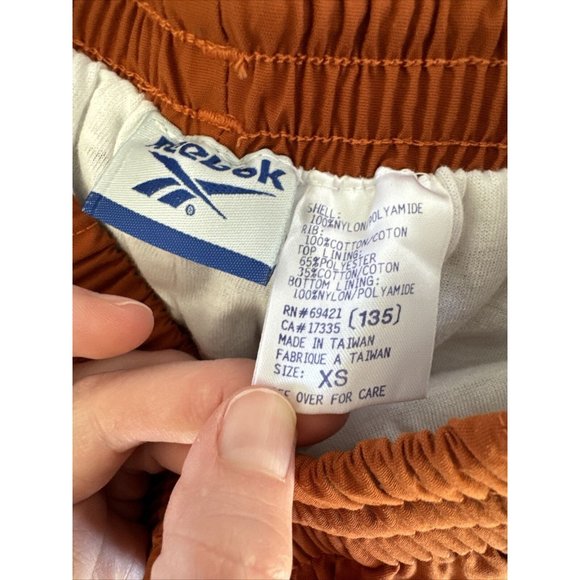 Reebok
®
SHELL:
100%NYLON/POLYAMIDE
RIB:
100%COTTON/COTON
TOP LINING:
65%POLYESTER
35%COTTON/COTON
BOTTOM LINING:
100%NYLON/POLYAMIDE
RN#69421 (135)
CA#17335
MADE IN TAIWAN
FABRIQUE A TAIWAN
SIZE: XS
OVER FOR CARE